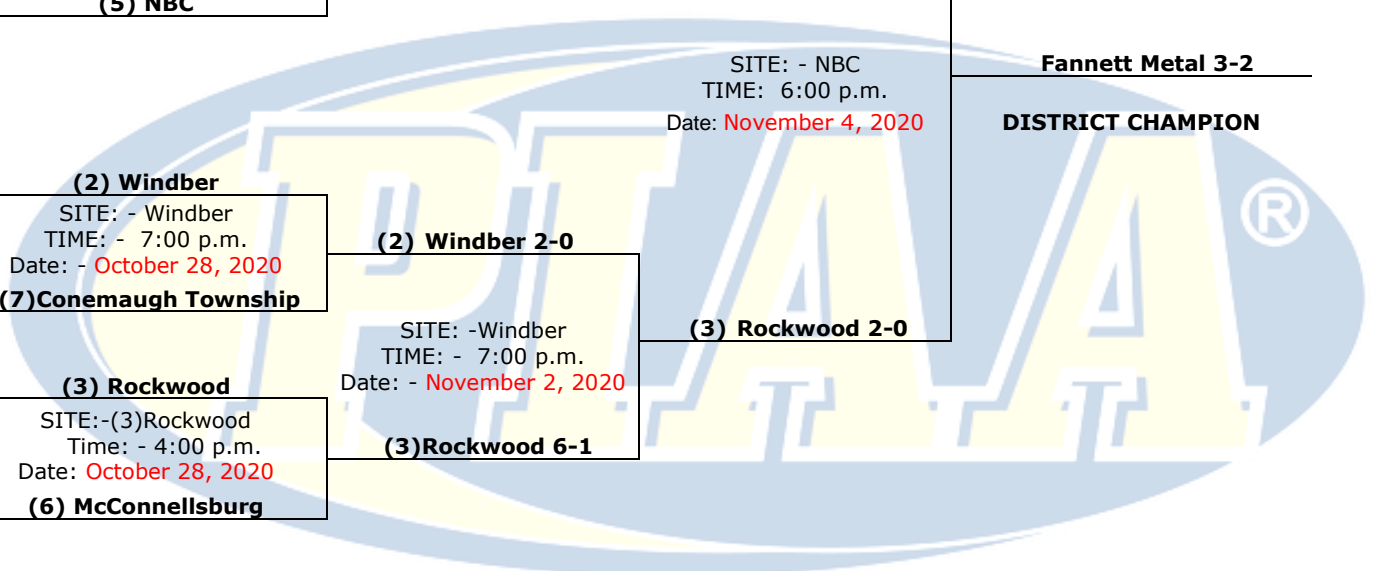 (5) NBC
SITE: - NBC
TIME: 6:00 p.m.
Date: November 4, 2020
Fannett Metal 3-2
DISTRICT CHAMPION
(2) Windber
SITE: - Windber
TIME: - 7:00 p.m.
Date: - October 28, 2020
(7)Conemaugh Township
(2) Windber 2-0
SITE: -Windber
TIME: - 7:00 p.m.
Date: - November 2, 2020
(3) Rockwood 2-0
(3) Rockwood
SITE:-(3)Rockwood
Time: - 4:00 p.m.
Date: October 28, 2020
(6) McConnellsburg
(3)Rockwood 6-1
PIAA®